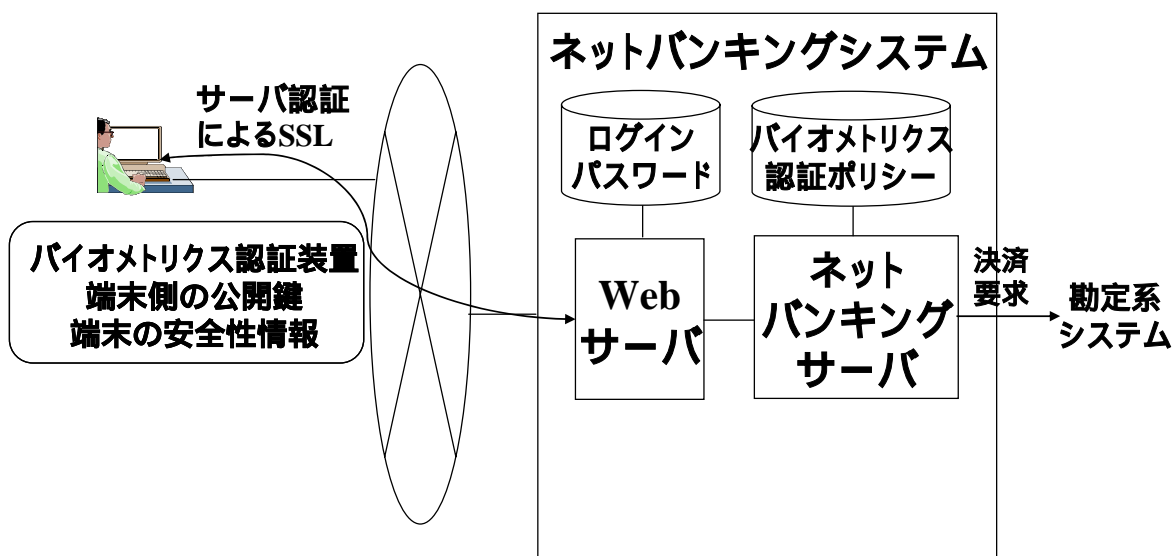 ネットバンキングシステム
サーバ認証
によるSSL
ログイン
パスワード
バイオメトリクス
認証ポリシー
バイオメトリクス認証装置
端末側の公開鍵
端末の安全性情報
Web
サーバ
ネット
バンキング
サーバ
決済
要求
勘定系
システム